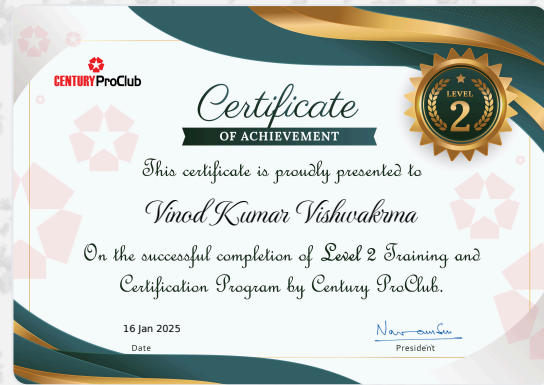 CENTURY ProClub
LEVEL
2
Certificate
OF ACHIEVEMENT
This certificate is proudly presented to
Vinod Kumar Vishwakrma
On the successful completion of Level 2 Training and
Certification Program by Century ProClub.
16 Jan 2025
Date
President